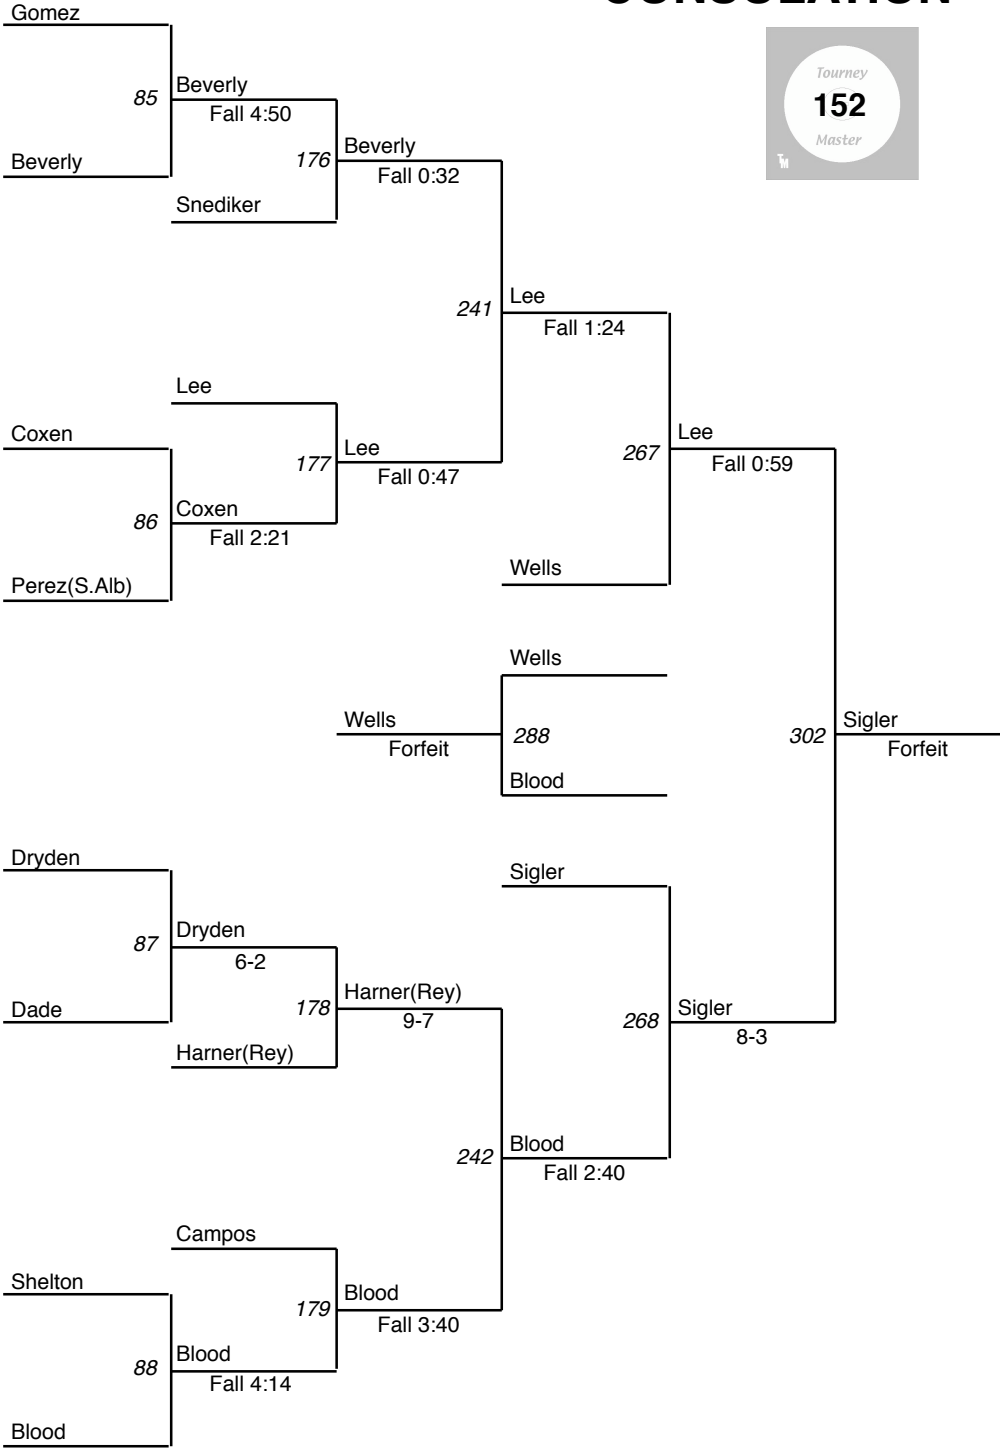 CONSOLATION
Gomez
Tourney
152
Master
TM
85
Beverly
Fall 4:50
Beverly
176
Beverly
Fall 0:32
Snediker
241
Lee
Fall 1:24
Lee
Coxen
177
Lee
Fall 0:47
267
Lee
Fall 0:59
86
Coxen
Fall 2:21
Perez(S.Alb)
Wells
Wells
Wells
Forfeit
288
302
Sigler
Forfeit
Blood
Dryden
Sigler
87
Dryden
6-2
Dade
178
Harner(Rey)
9-7
268
Sigler
8-3
Harner(Rey)
242
Blood
Fall 2:40
Campos
Shelton
179
Blood
Fall 3:40
88
Blood
Fall 4:14
Blood